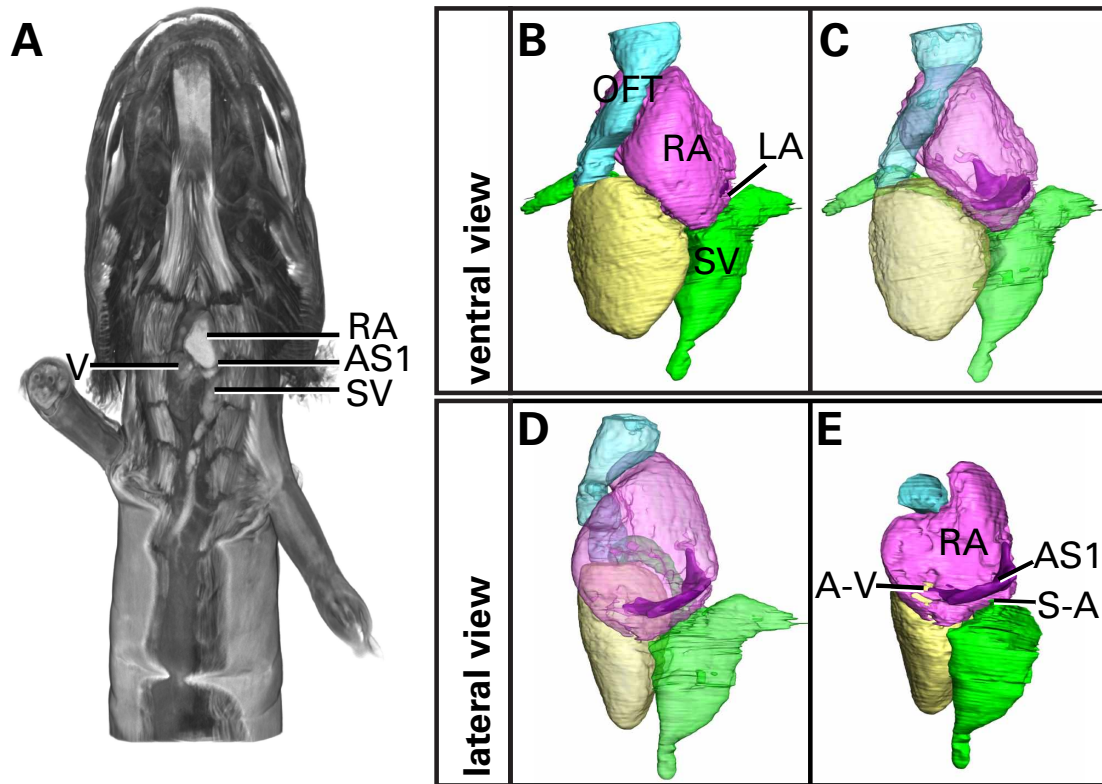 A
RA
V
AS1
SV
ventral view
B
OFT
RA
LA
SV
C
lateral view
D
E
RA
AS1
A-V
S-A